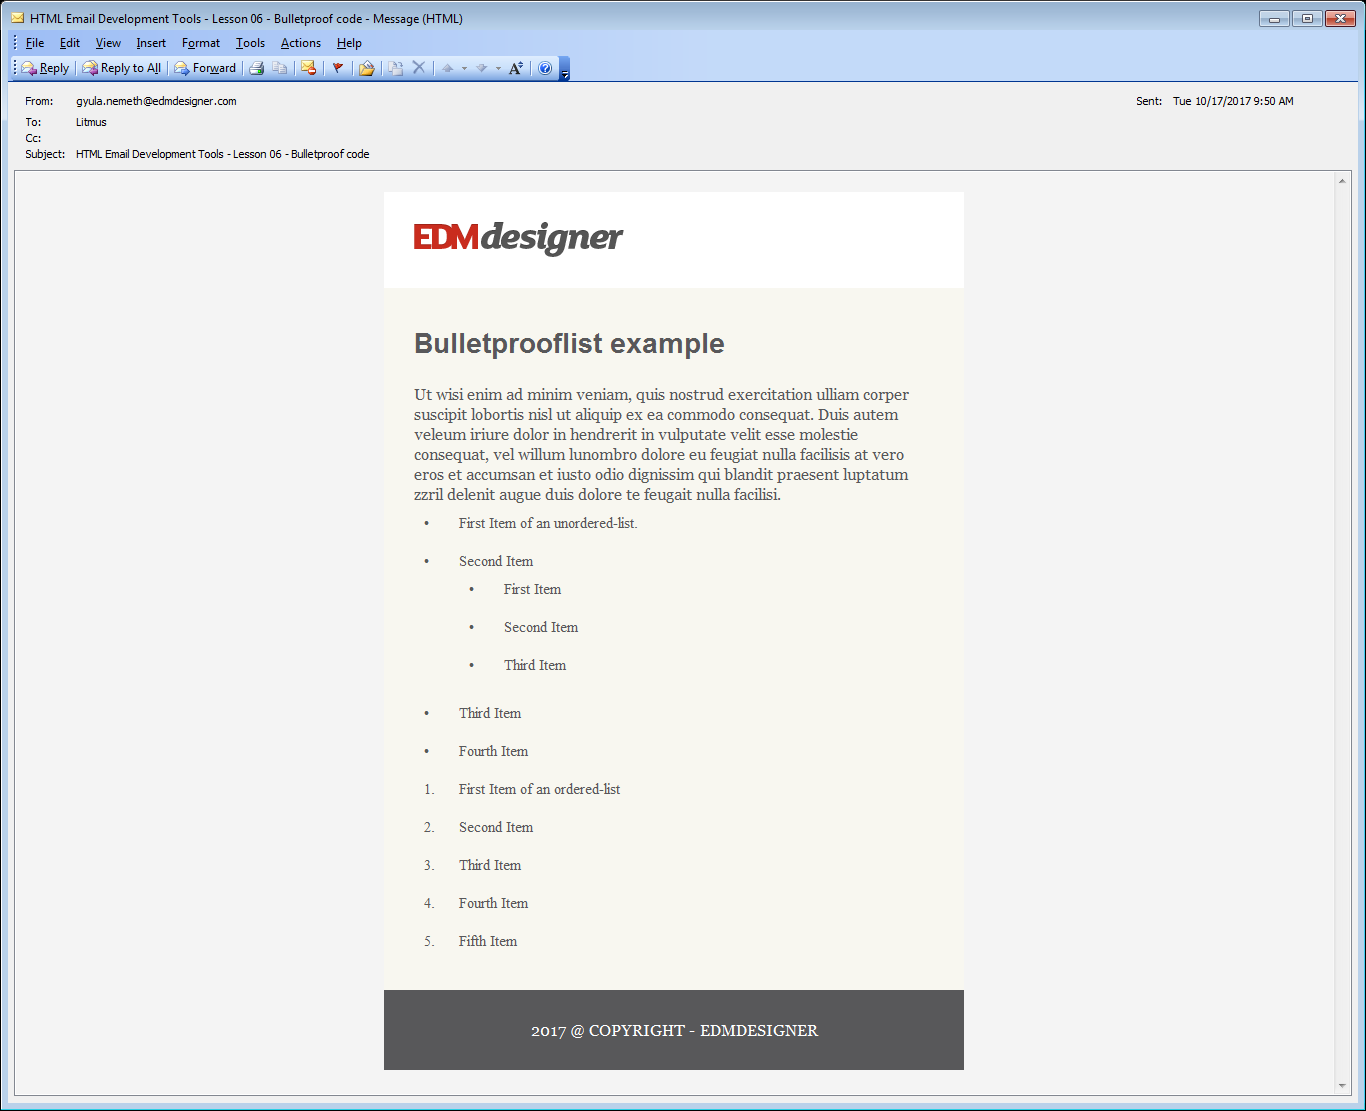 HTML Email Development Tools - Lesson 06 - Bulletproof code - Message (HTML)
File Edit View Insert Format Tools Actions Help
Reply Reply to All Forward
From: gyula.nemeth@edmdesigner.com Sent: Tue 10/17/2017 9:50 AM
To: Litmus
Cc:
Subject: HTML Email Development Tools - Lesson 06 - Bulletproof code
EDMdesigner
Bulletprooflist example
Ut wisi enim ad minim veniam, quis nostrud exercitation ulliam corper
suscipit lobortis nisl ut aliquip ex ea commodo consequat. Duis autem
veleum iriure dolor in hendrerit in vulputate velit esse molestie
consequat, vel willum lunombro dolore eu feugiat nulla facilisis at vero
eros et accumsan et iusto odio dignissim qui blandit praesent luptatum
zzril delenit augue duis dolore te feugait nulla facilisi.
• First Item of an unordered-list.
• Second Item
• First Item
• Second Item
• Third Item
• Third Item
• Fourth Item
1. First Item of an ordered-list
2. Second Item
3. Third Item
4. Fourth Item
5. Fifth Item
2017 @ COPYRIGHT - EDMDESIGNER